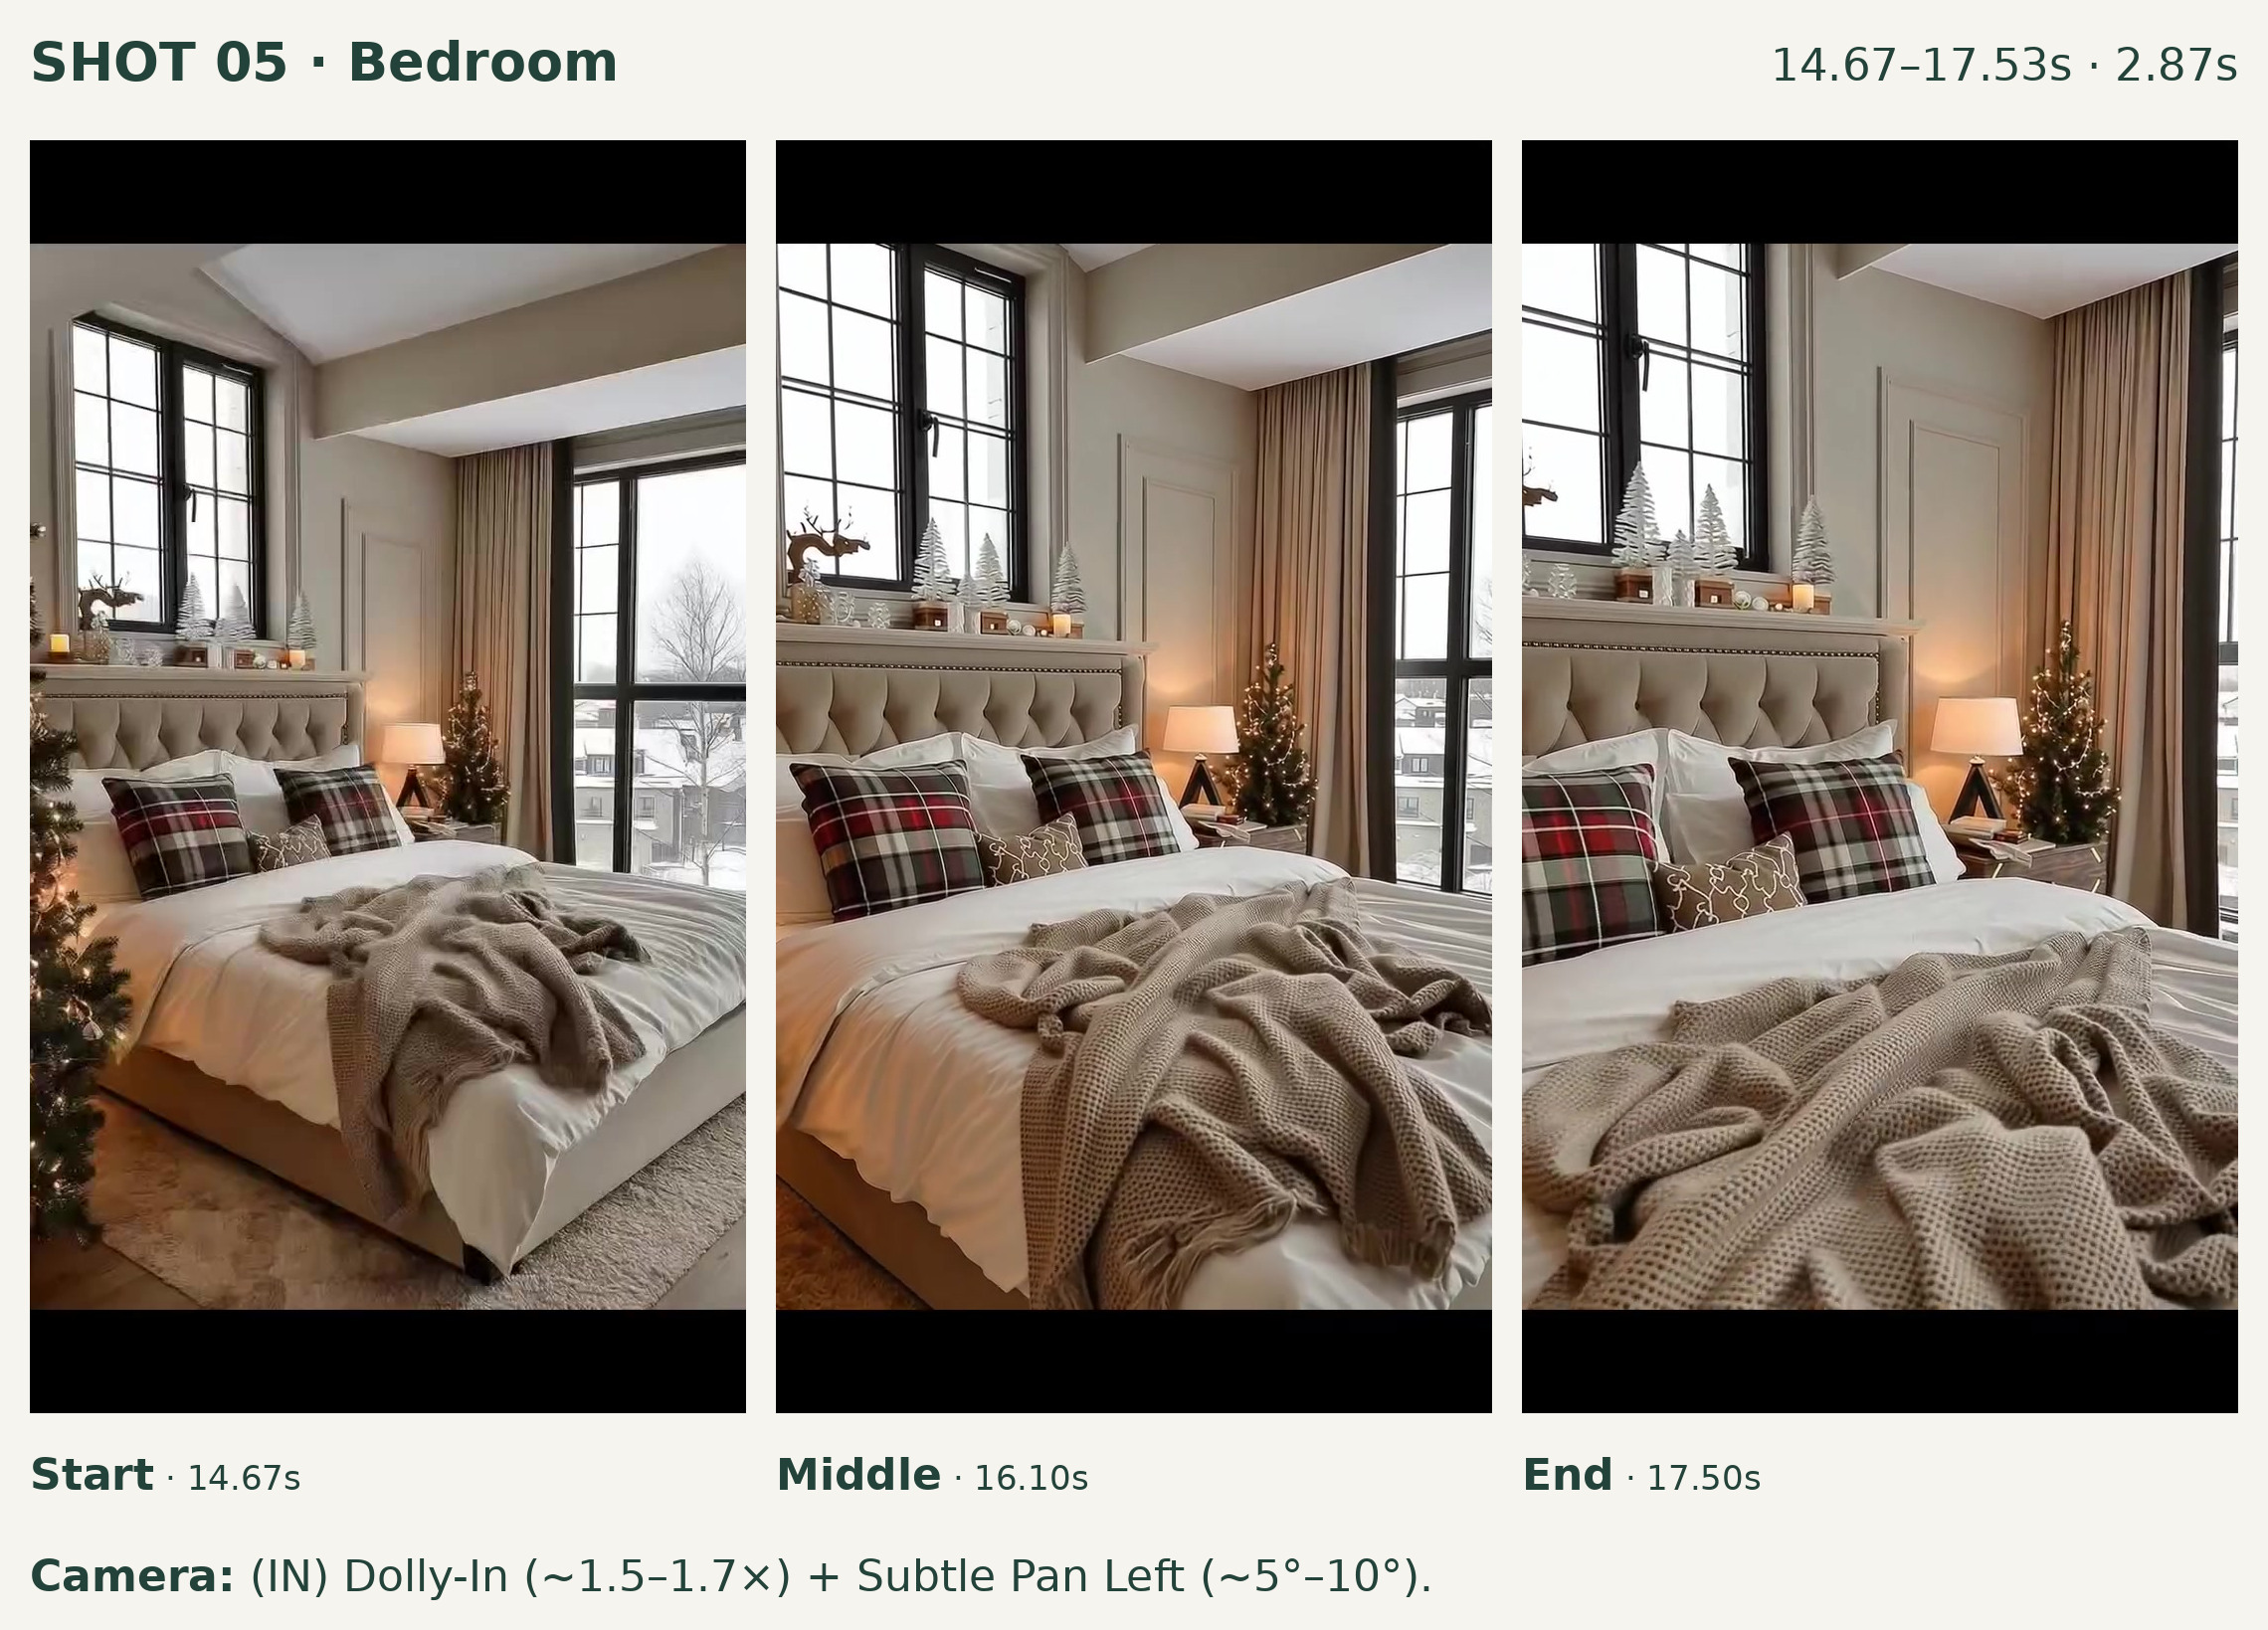 SHOT 05 · Bedroom
14.67–17.53s · 2.87s
Start · 14.67s
Middle · 16.10s
End · 17.50s
Camera: (IN) Dolly-In (~1.5–1.7×) + Subtle Pan Left (~5°–10°).